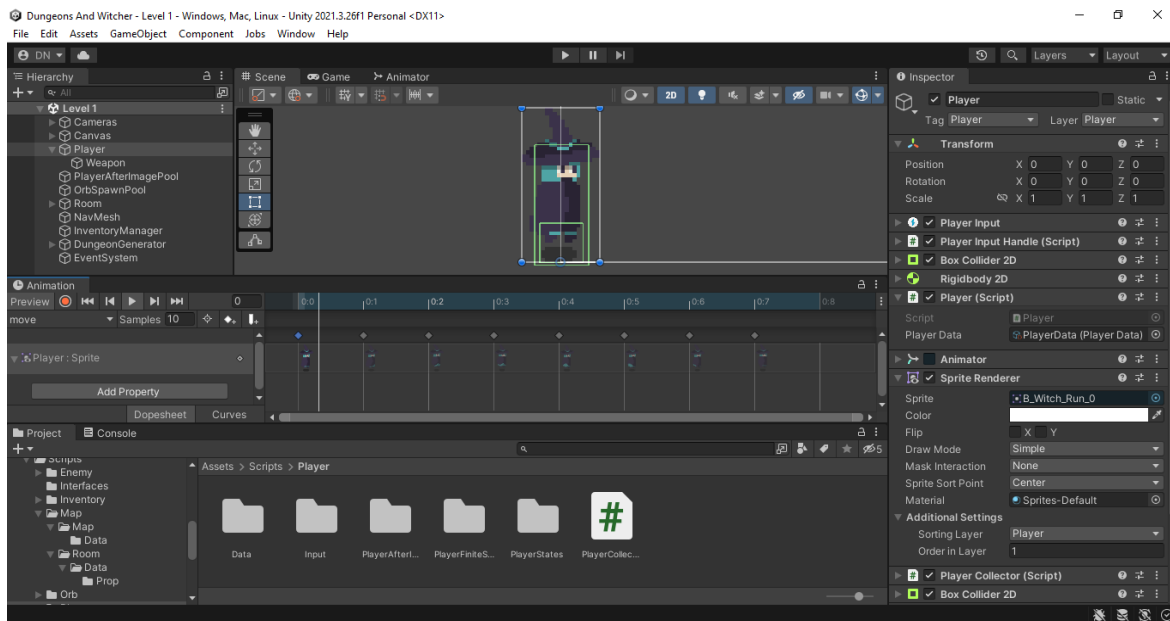 Dungeons And Witcher - Level 1 - Windows, Mac, Linux - Unity 2021.3.26f1 Personal <DX11>
File Edit Assets GameObject Component Jobs Window Help
DN
Layers Layout
Hierarchy
All
Level 1
Cameras
Canvas
Player
Weapon
PlayerAfterImagePool
OrbSpawnPool
Room
NavMesh
InventoryManager
DungeonGenerator
EventSystem
Scene Game Animator
2D
Inspector
Player Static
Tag Player Layer Player
Transform
Position X 0 Y 0 Z 0
Rotation X 0 Y 0 Z 0
Scale X 1 Y 1 Z 1
Player Input
Player Input Handle (Script)
Box Collider 2D
Rigidbody 2D
Player (Script)
Script Player
Player Data PlayerData (Player Data)
Animator
Sprite Renderer
Sprite B_Witch_Run_0
Color
Flip X Y
Draw Mode Simple
Mask Interaction None
Sprite Sort Point Center
Material Sprites-Default
Additional Settings
Sorting Layer Player
Order in Layer 1
Player Collector (Script)
Box Collider 2D
Animation
Preview 0 0:0 0:1 0:2 0:3 0:4 0:5 0:6 0:7 0:8
move Samples 10
Player : Sprite
Add Property
Dopesheet Curves
Project Console
5
Scripts
Enemy
Interfaces
Inventory
Map
Map
Data
Room
Data
Prop
Orb
Assets > Scripts > Player
Data Input PlayerAfterI... PlayerFiniteS... PlayerStates PlayerCollec...